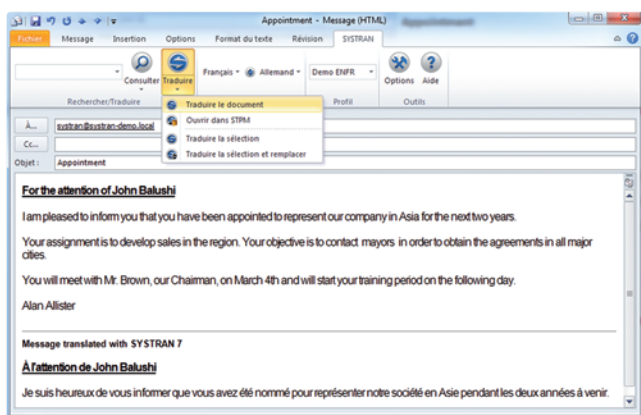 Appointment - Message (HTML)
Fichier Message Insertion Options Format du texte Révision SYSTRAN
Consulter Traduire Français Allemand Demo ENFR Options Aide
Rechercher/Traduire Profil Outils
Traduire le document
Ouvrir dans STPM
Traduire la sélection
Traduire la sélection et remplacer
À... systran@systran-demo.local
Cc...
Objet : Appointment
For the attention of John Balushi
I am pleased to inform you that you have been appointed to represent our company in Asia for the next two years.
Your assignment is to develop sales in the region. Your objective is to contact mayors in order to obtain the agreements in all major
cities.
You will meet with Mr. Brown, our Chairman, on March 4th and will start your training period on the following day.
Alan Allister
Message translated with SYSTRAN 7
À l'attention de John Balushi
Je suis heureux de vous informer que vous avez été nommé pour représenter notre société en Asie pendant les deux années à venir.